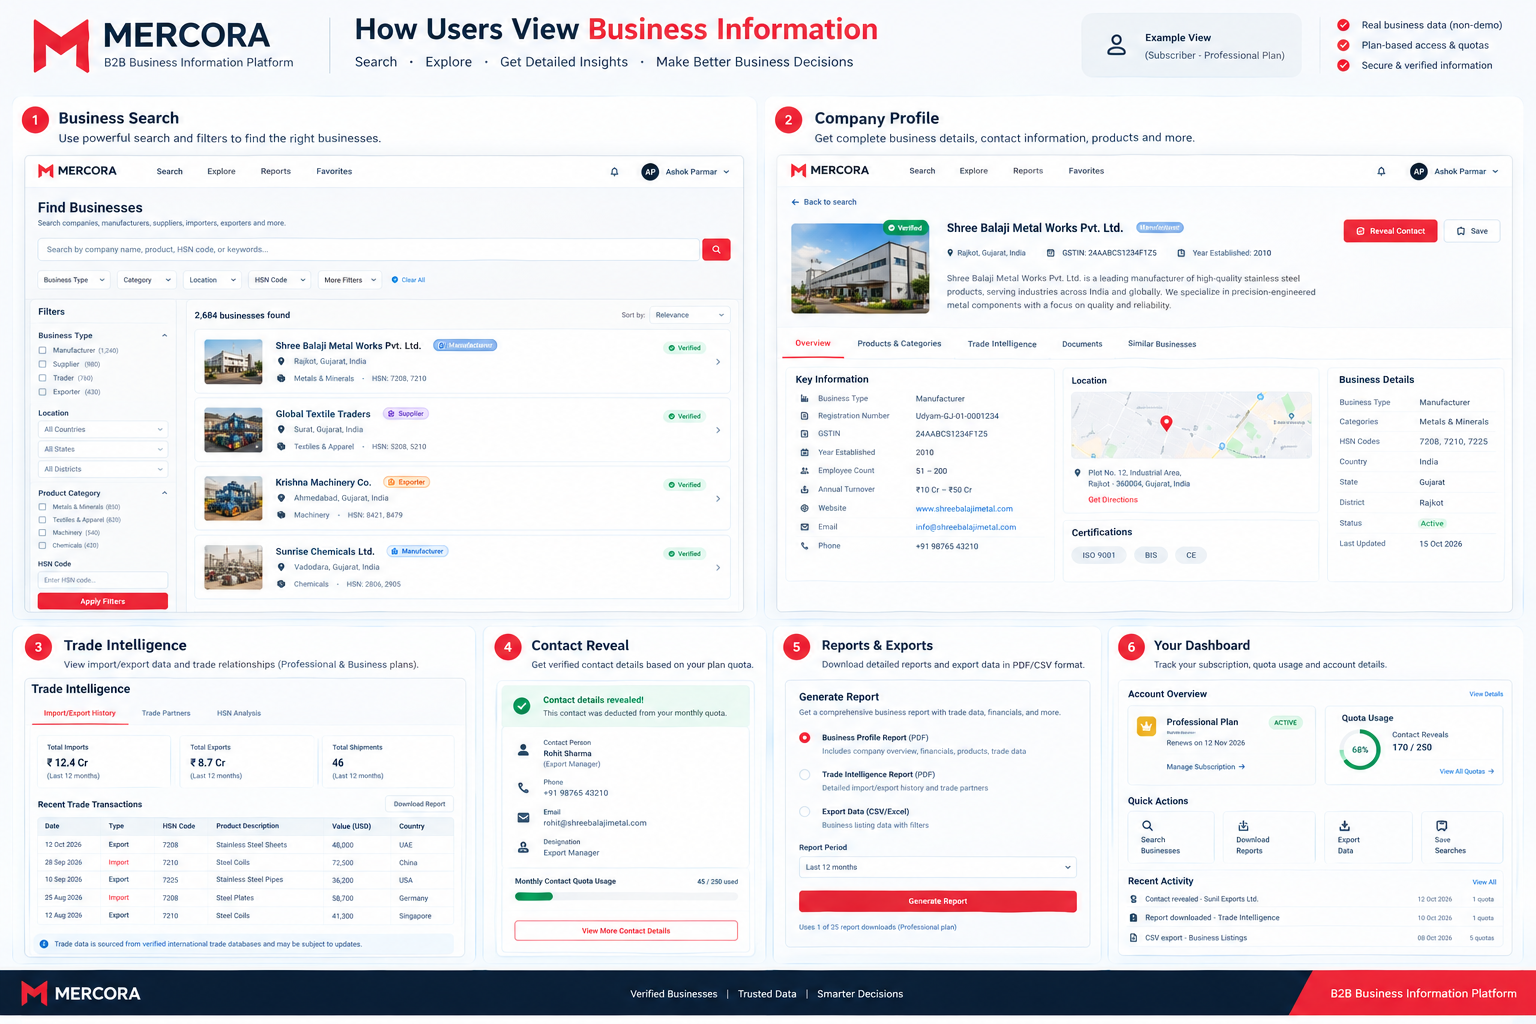 MERCORA
B2B Business Information Platform
How Users View Business Information
Search · Explore · Get Detailed Insights · Make Better Business Decisions
Example View
(Subscriber - Professional Plan)
Real business data (non-demo)
Plan-based access & quotas
Secure & verified information
1 Business Search
Use powerful search and filters to find the right businesses.
MERCORA Search Explore Reports Favorites AP Ashok Parmar
Find Businesses
Search companies, manufacturers, suppliers, importers, exporters and more.
Search by company name, product, HSN code, or keywords...
Business Type Category Location HSN Code More Filters Clear All
Filters
Business Type
Manufacturer (1,240)
Supplier (980)
Trader (760)
Exporter (430)
Location
All Countries
All States
All Districts
Product Category
Metals & Minerals (850)
Textiles & Apparel (620)
Machinery (540)
Chemicals (420)
HSN Code
Enter HSN code...
Apply Filters
2,684 businesses found Sort by: Relevance
Shree Balaji Metal Works Pvt. Ltd. Manufacturer Verified
Rajkot, Gujarat, India
Metals & Minerals · HSN: 7208, 7210
Global Textile Traders Supplier Verified
Surat, Gujarat, India
Textiles & Apparel · HSN: 5208, 5210
Krishna Machinery Co. Exporter Verified
Ahmedabad, Gujarat, India
Machinery · HSN: 8421, 8479
Sunrise Chemicals Ltd. Manufacturer Verified
Vadodara, Gujarat, India
Chemicals · HSN: 2806, 2905
2 Company Profile
Get complete business details, contact information, products and more.
MERCORA Search Explore Reports Favorites AP Ashok Parmar
Back to search
Verified
Shree Balaji Metal Works Pvt. Ltd. Manufacturer
Reveal Contact Save
Rajkot, Gujarat, India GSTIN: 24AABCS1234F1Z5 Year Established: 2010
Shree Balaji Metal Works Pvt. Ltd. is a leading manufacturer of high-quality stainless steel
products, serving industries across India and globally. We specialize in precision-engineered
metal components with a focus on quality and reliability.
Overview Products & Categories Trade Intelligence Documents Similar Businesses
Key Information
Business Type Manufacturer
Registration Number Udyam-GJ-01-0001234
GSTIN 24AABCS1234F1Z5
Year Established 2010
Employee Count 51 – 200
Annual Turnover ₹10 Cr – ₹50 Cr
Website www.shreebalajimetal.com
Email info@shreebalajimetal.com
Phone +91 98765 43210
Location
Plot No. 12, Industrial Area,
Rajkot - 360004, Gujarat, India
Get Directions
Certifications
ISO 9001 BIS CE
Business Details
Business Type Manufacturer
Categories Metals & Minerals
HSN Codes 7208, 7210, 7225
Country India
State Gujarat
District Rajkot
Status Active
Last Updated 15 Oct 2026
3 Trade Intelligence
View import/export data and trade relationships (Professional & Business plans).
Trade Intelligence
Import/Export History Trade Partners HSN Analysis
Total Imports
₹ 12.4 Cr
(Last 12 months)
Total Exports
₹ 8.7 Cr
(Last 12 months)
Total Shipments
46
(Last 12 months)
Recent Trade Transactions Download Report
Date Type HSN Code Product Description Value (USD) Country
12 Oct 2026 Export 7208 Stainless Steel Sheets 48,000 UAE
28 Sep 2026 Import 7210 Steel Coils 72,500 China
10 Sep 2026 Export 7225 Stainless Steel Pipes 36,200 USA
25 Aug 2026 Import 7208 Steel Plates 58,700 Germany
12 Aug 2026 Export 7210 Steel Coils 41,300 Singapore
Trade data is sourced from verified international trade databases and may be subject to updates.
4 Contact Reveal
Get verified contact details based on your plan quota.
Contact details revealed!
This contact was deducted from your monthly quota.
Contact Person
Rohit Sharma
(Export Manager)
Phone
+91 98765 43210
Email
rohit@shreebalajimetal.com
Designation
Export Manager
Monthly Contact Quota Usage 45 / 250 used
View More Contact Details
5 Reports & Exports
Download detailed reports and export data in PDF/CSV format.
Generate Report
Get a comprehensive business report with trade data, financials, and more.
Business Profile Report (PDF)
Includes company overview, financials, products, trade data
Trade Intelligence Report (PDF)
Detailed import/export history and trade partners
Export Data (CSV/Excel)
Business listing data with filters
Report Period
Last 12 months
Generate Report
Uses 1 of 25 report downloads (Professional plan)
6 Your Dashboard
Track your subscription, quota usage and account details.
Account Overview View Details
Professional Plan ACTIVE
Renews on 12 Nov 2026
Manage Subscription →
Quota Usage
68%
Contact Reveals
170 / 250
View All Quotas →
Quick Actions
Search
Businesses
Download
Reports
Export
Data
Save
Searches
Recent Activity View All
Contact revealed - Sunil Exports Ltd. 12 Oct 2026 1 quota
Report downloaded - Trade Intelligence 10 Oct 2026 1 quota
CSV export - Business Listings 08 Oct 2026 5 quotas
MERCORA
Verified Businesses | Trusted Data | Smarter Decisions
B2B Business Information Platform